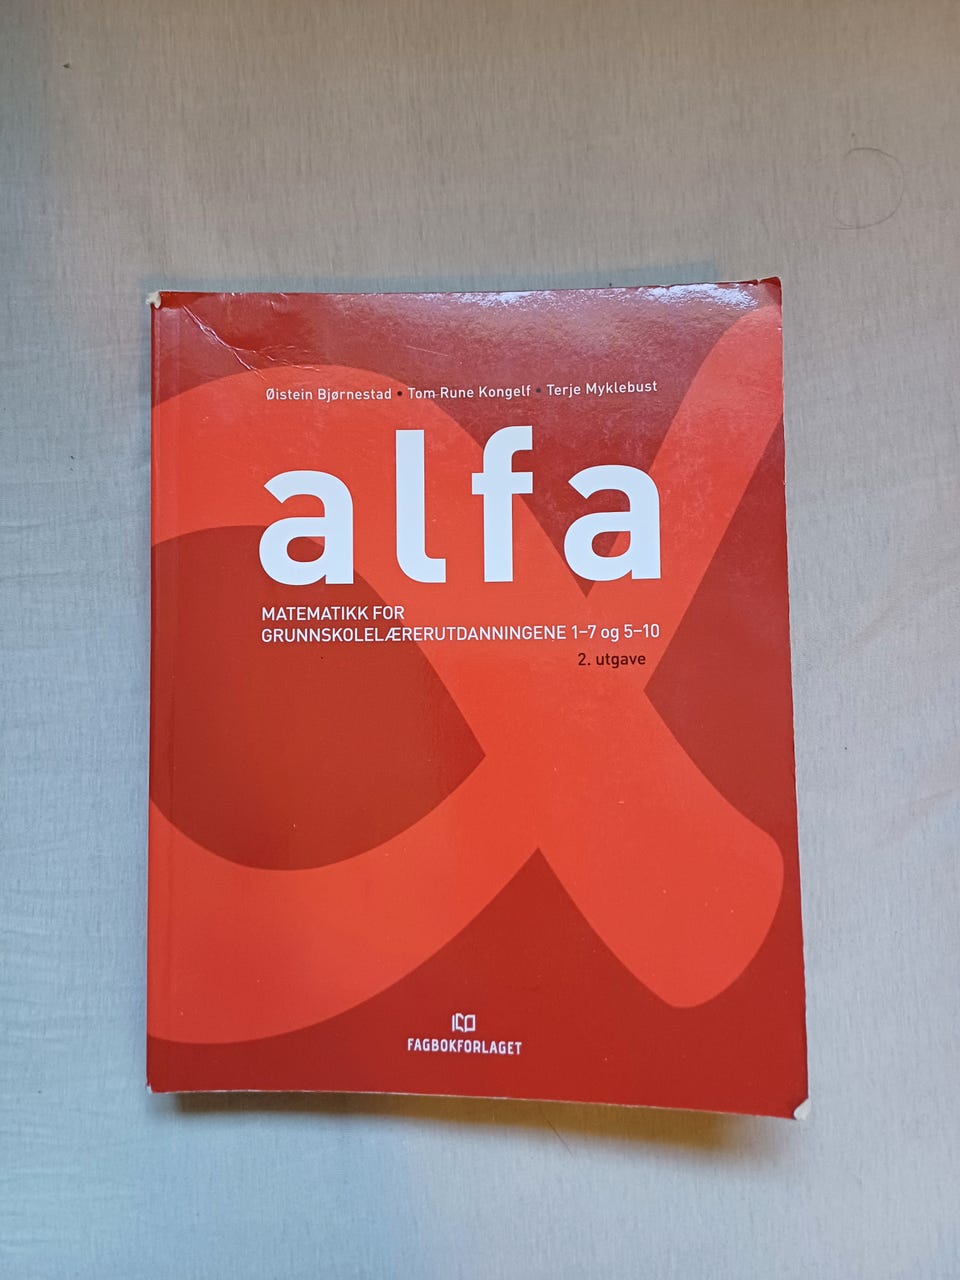 Øistein Bjørnestad • Tom Rune Kongelf • Terje Myklebust
alfa
MATEMATIKK FOR
GRUNNSKOLELÆRERUTDANNINGENE 1–7 og 5–10
2. utgave
FAGBOKFORLAGET